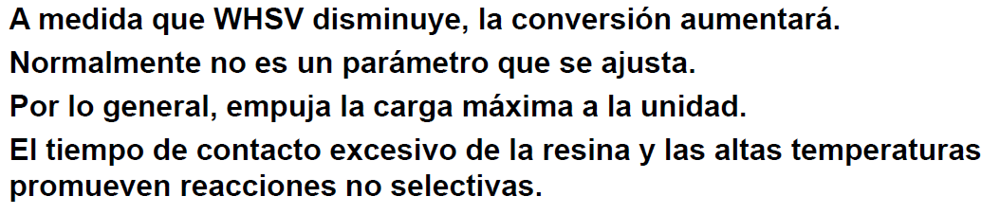 A medida que WHSV disminuye, la conversión aumentará.
Normalmente no es un parámetro que se ajusta.
Por lo general, empuja la carga máxima a la unidad.
El tiempo de contacto excesivo de la resina y las altas temperaturas
promueven reacciones no selectivas.